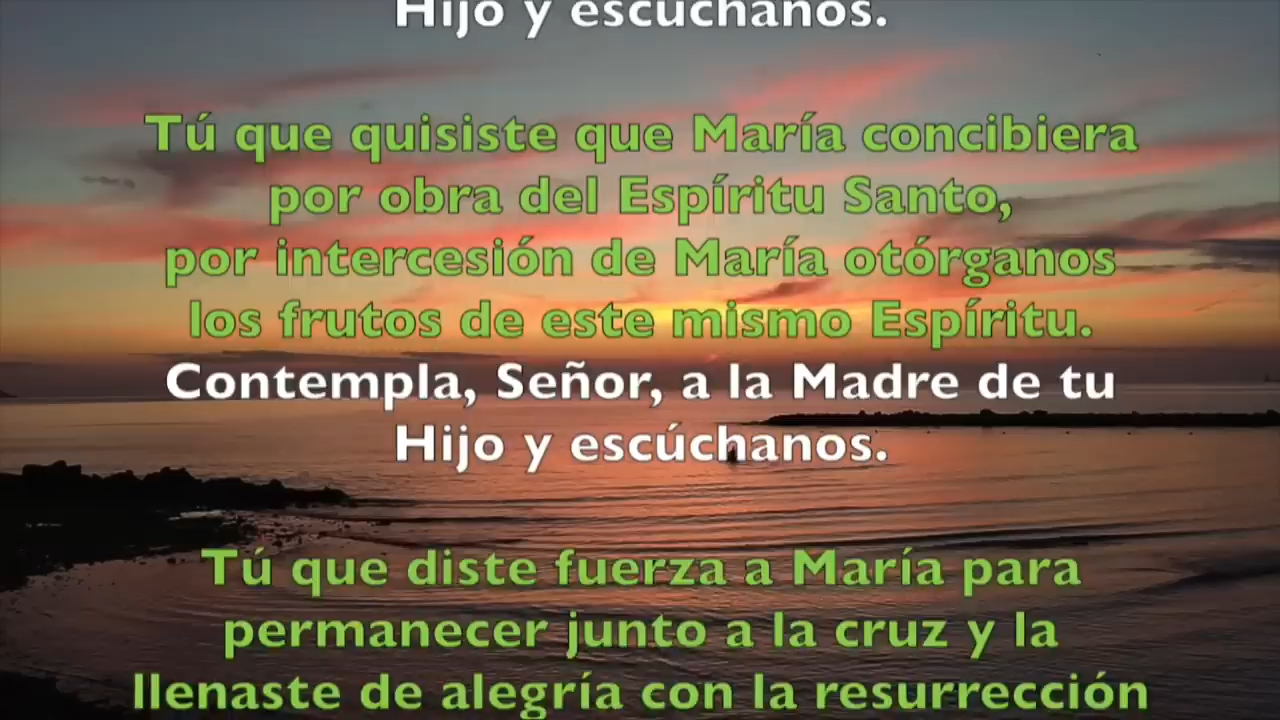 Hijo y escúchanos.
Tú que quisiste que María concibiera
por obra del Espíritu Santo,
por intercesión de María otórganos
los frutos de este mismo Espíritu.
Contempla, Señor, a la Madre de tu
Hijo y escúchanos.
Tú que diste fuerza a María para
permanecer junto a la cruz y la
llenaste de alegría con la resurrección